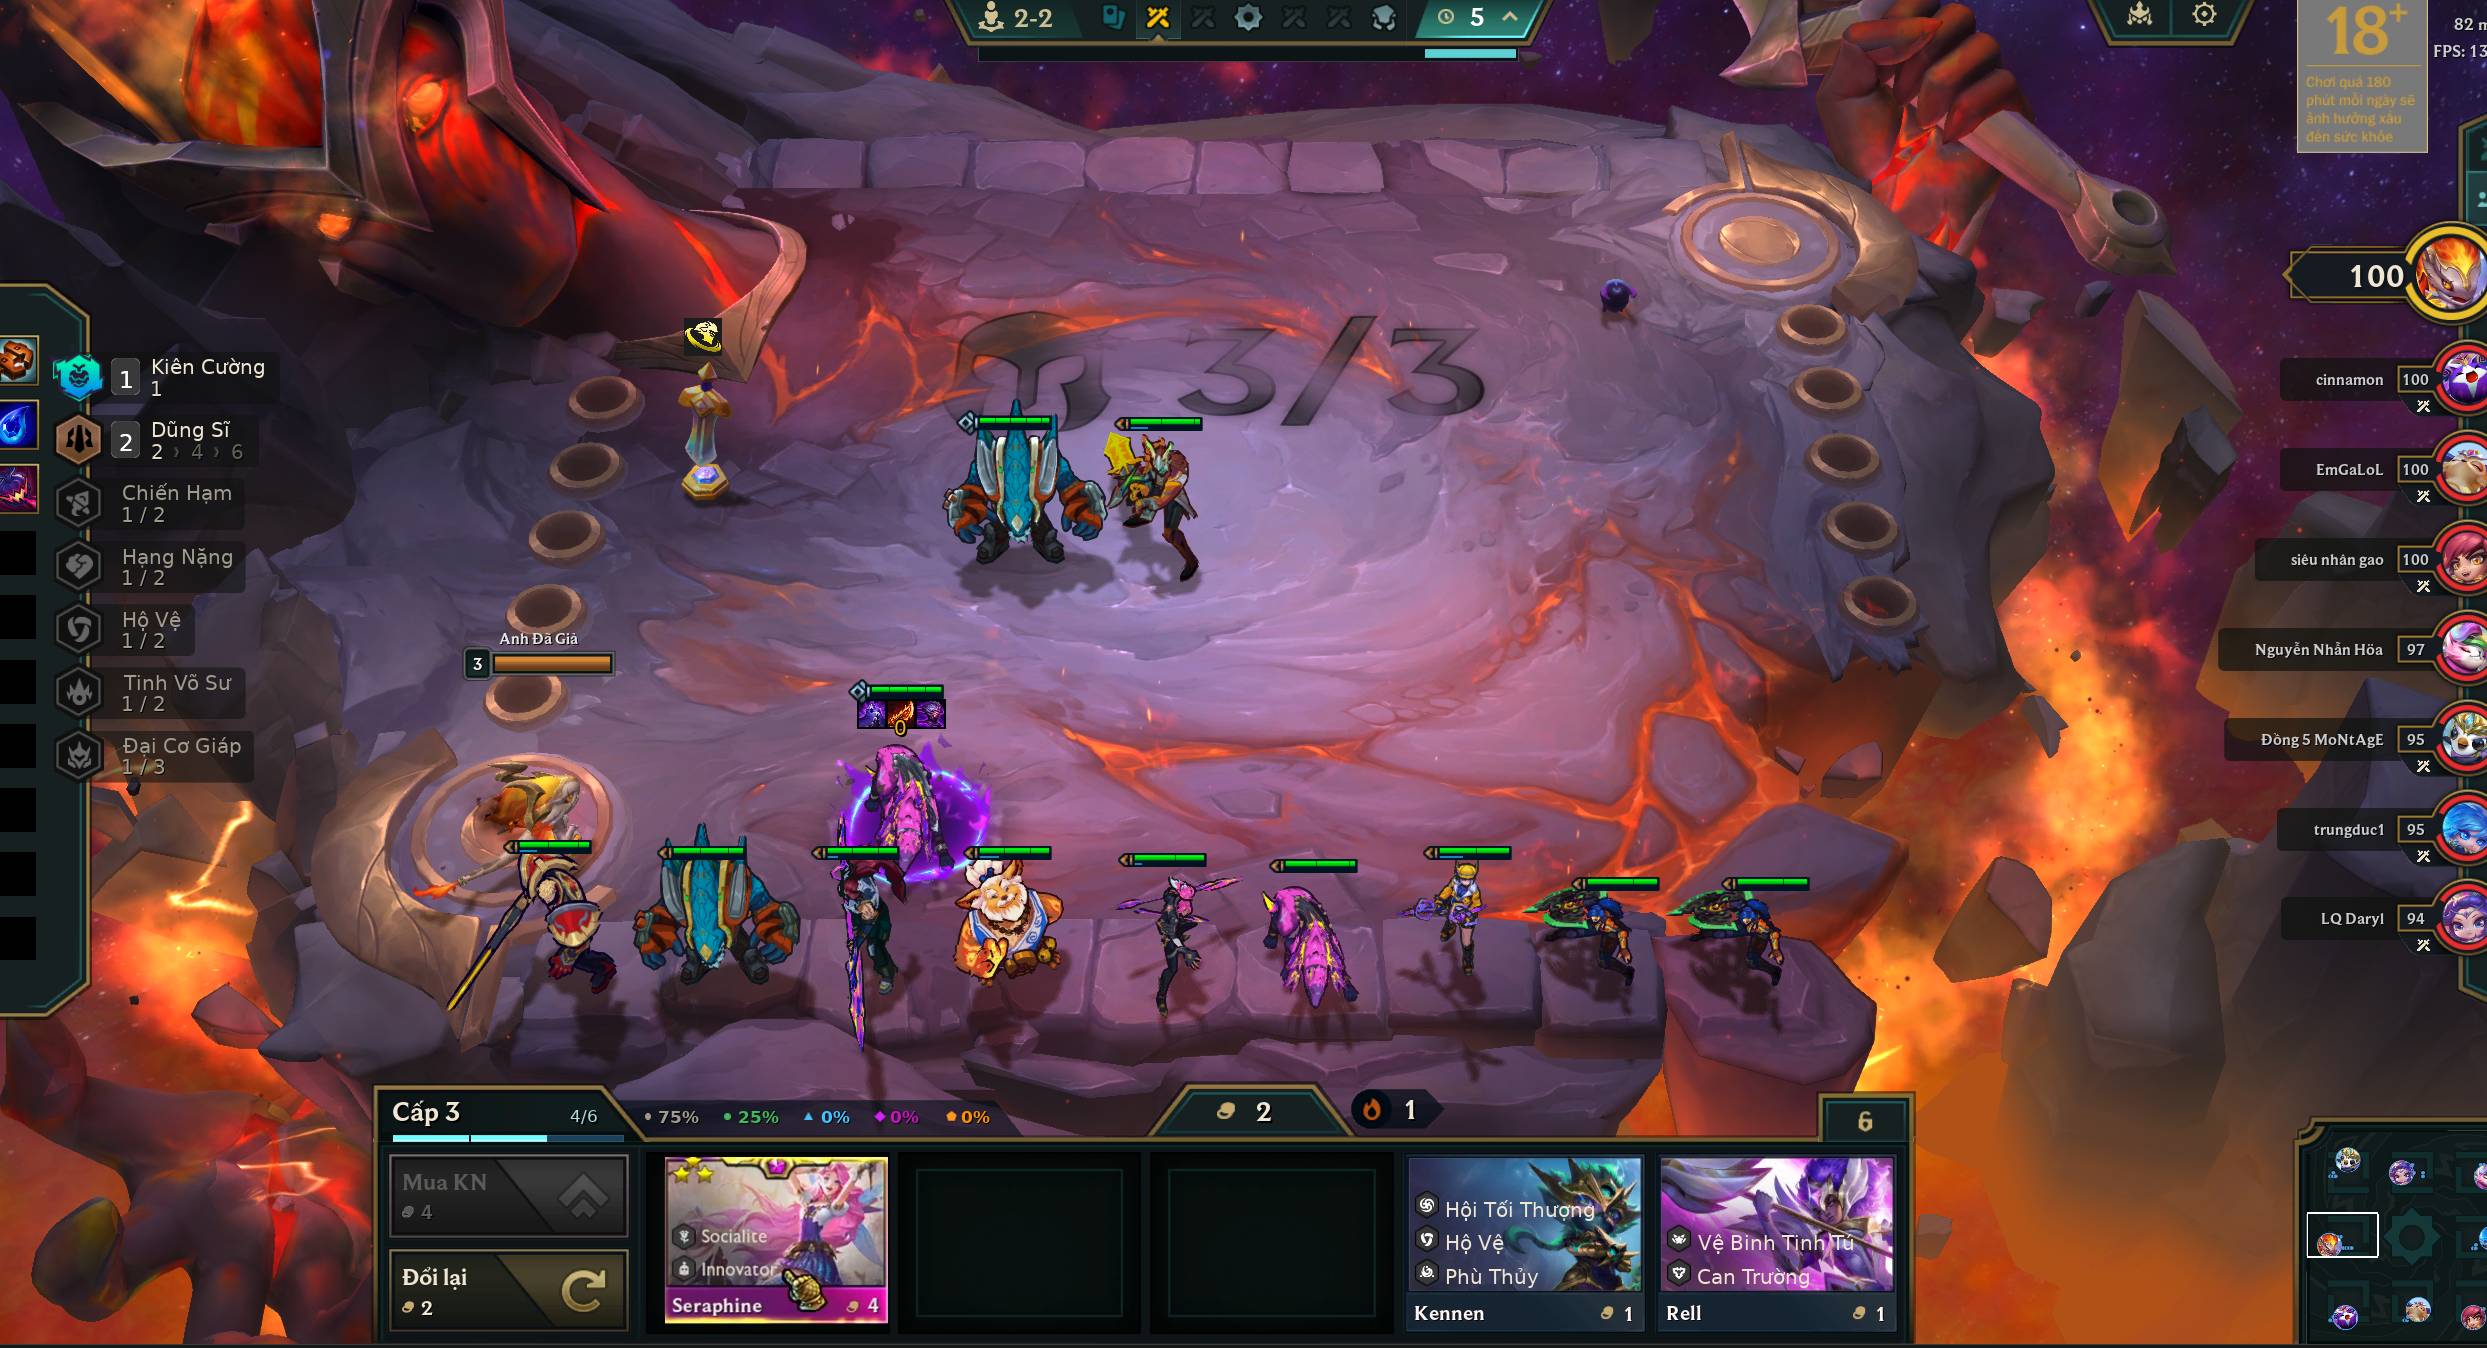 2-2
5
18+
Chơi quá 180
phút mỗi ngày sẽ
ảnh hưởng xấu
đến sức khỏe
82
FPS: 13
3/3
100
cinnamon 100
EmGaLoL 100
siêu nhân gao 100
Nguyễn Nhẫn Hòa 97
Đồng 5 MoNtAgE 95
trungduc1 95
LQ Daryl 94
1 Kiên Cường
1
2 Dũng Sĩ
2 › 4 › 6
Chiến Hạm
1 / 2
Hạng Nặng
1 / 2
Hộ Vệ
1 / 2
Tinh Võ Sư
1 / 2
Đại Cơ Giáp
1 / 3
Anh Đã Già
3
0
Cấp 3 4/6
75% 25% 0% 0% 0%
2
1
6
Mua KN
4
Đổi lại
2
Socialite
Innovator
Seraphine 4
Hội Tối Thượng
Hộ Vệ
Phù Thủy
Kennen 1
Vệ Binh Tinh Tú
Can Trường
Rell 1